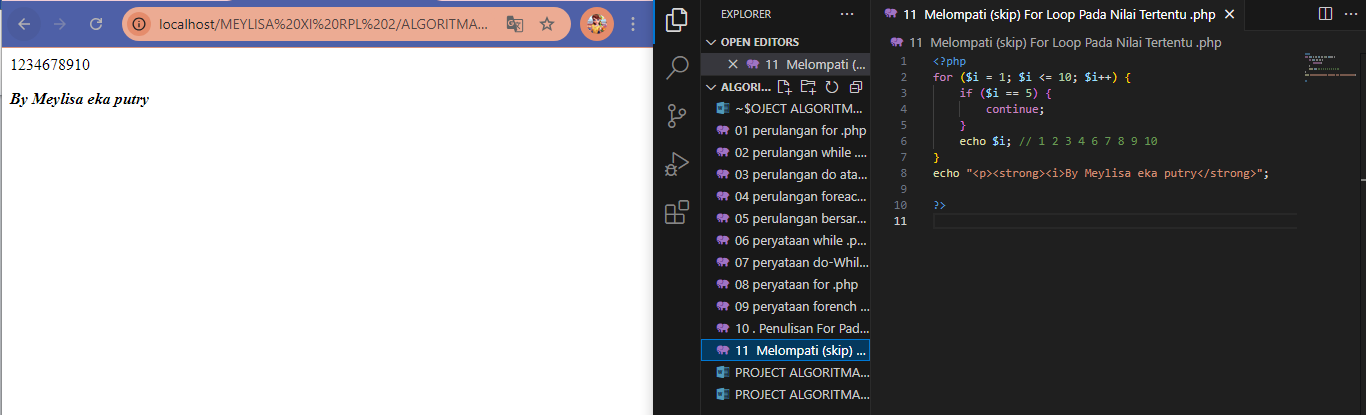 localhost/MEYLISA%20XI%20RPL%202/ALGORITMA...
1234678910
By Meylisa eka putry
EXPLORER
OPEN EDITORS
11  Melompati (...
ALGORI...
~$OJECT ALGORITM...
01 perulangan for .php
02 perulangan while ....
03 perulangan do ata...
04 perulangan foreac...
05 perulangan bersar...
06 peryataan while .p...
07 peryataan do-Whil...
08 peryataan for .php
09 peryataan forench ...
10 . Penulisan For Pad...
11  Melompati (skip) ...
PROJECT ALGORITMA...
PROJECT ALGORITMA...
11  Melompati (skip) For Loop Pada Nilai Tertentu .php
11  Melompati (skip) For Loop Pada Nilai Tertentu .php
1 <?php
2 for ($i = 1; $i <= 10; $i++) {
3     if ($i == 5) {
4         continue;
5     }
6     echo $i; // 1 2 3 4 6 7 8 9 10
7 }
8 echo "<p><strong><i>By Meylisa eka putry</strong>";
9
10 ?>
11